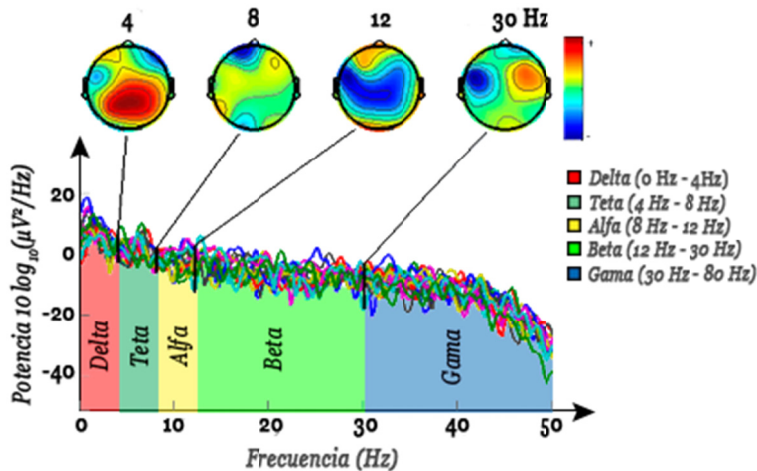 4 8 12 30 Hz
+
-
Delta (0 Hz - 4Hz)
Teta (4 Hz - 8 Hz)
Alfa (8 Hz - 12 Hz)
Beta (12 Hz - 30 Hz)
Gama (30 Hz - 80 Hz)
Potencia 10 log₁₀(µV²/Hz)
20
0
-20
-40
Delta
Teta
Alfa
Beta
Gama
0 10 20 30 40 50
Frecuencia (Hz)